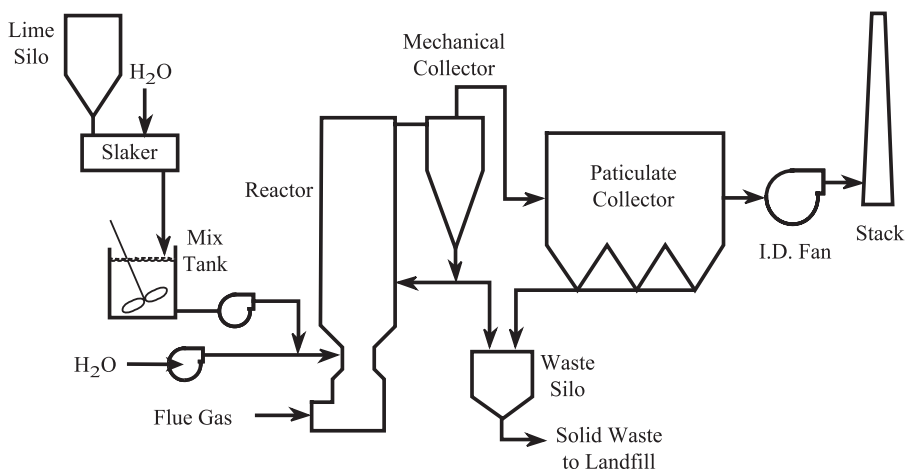 Lime
Silo
H₂O
Slaker
Mechanical
Collector
Reactor
Paticulate
Collector
Mix
Tank
I.D. Fan
Stack
H₂O
Waste
Silo
Flue Gas
Solid Waste
to Landfill